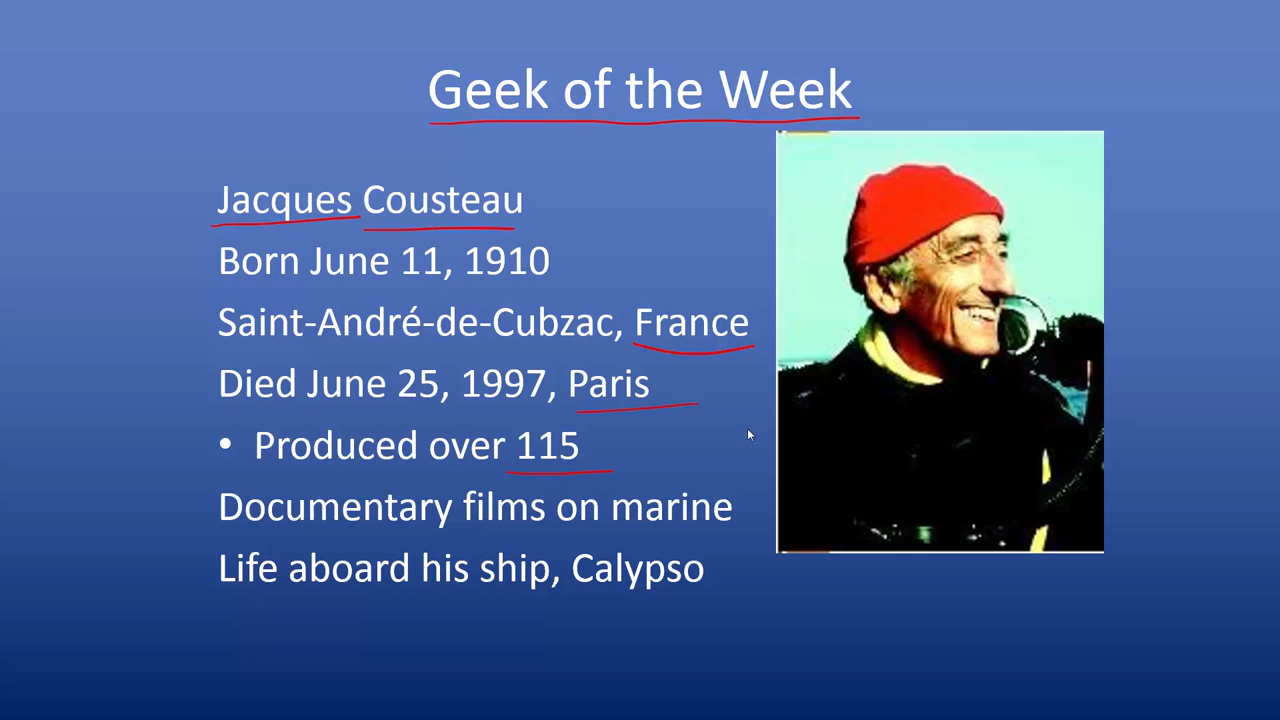 Geek of the Week
Jacques Cousteau
Born June 11, 1910
Saint-André-de-Cubzac, France
Died June 25, 1997, Paris
• Produced over 115
Documentary films on marine
Life aboard his ship, Calypso